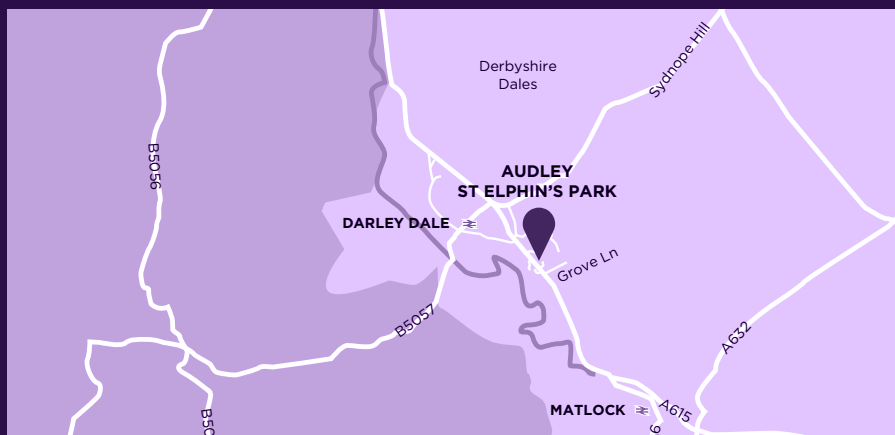 Derbyshire
Dales
Sydnope Hill
B5056
AUDLEY
ST ELPHIN'S PARK
DARLEY DALE
Grove Ln
B5057
A632
MATLOCK
A615